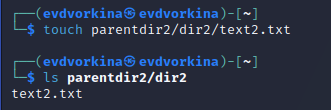 ┌──(evdvorkina㉿evdvorkina)-[~]
└─$ touch parentdir2/dir2/text2.txt
┌──(evdvorkina㉿evdvorkina)-[~]
└─$ ls parentdir2/dir2
text2.txt